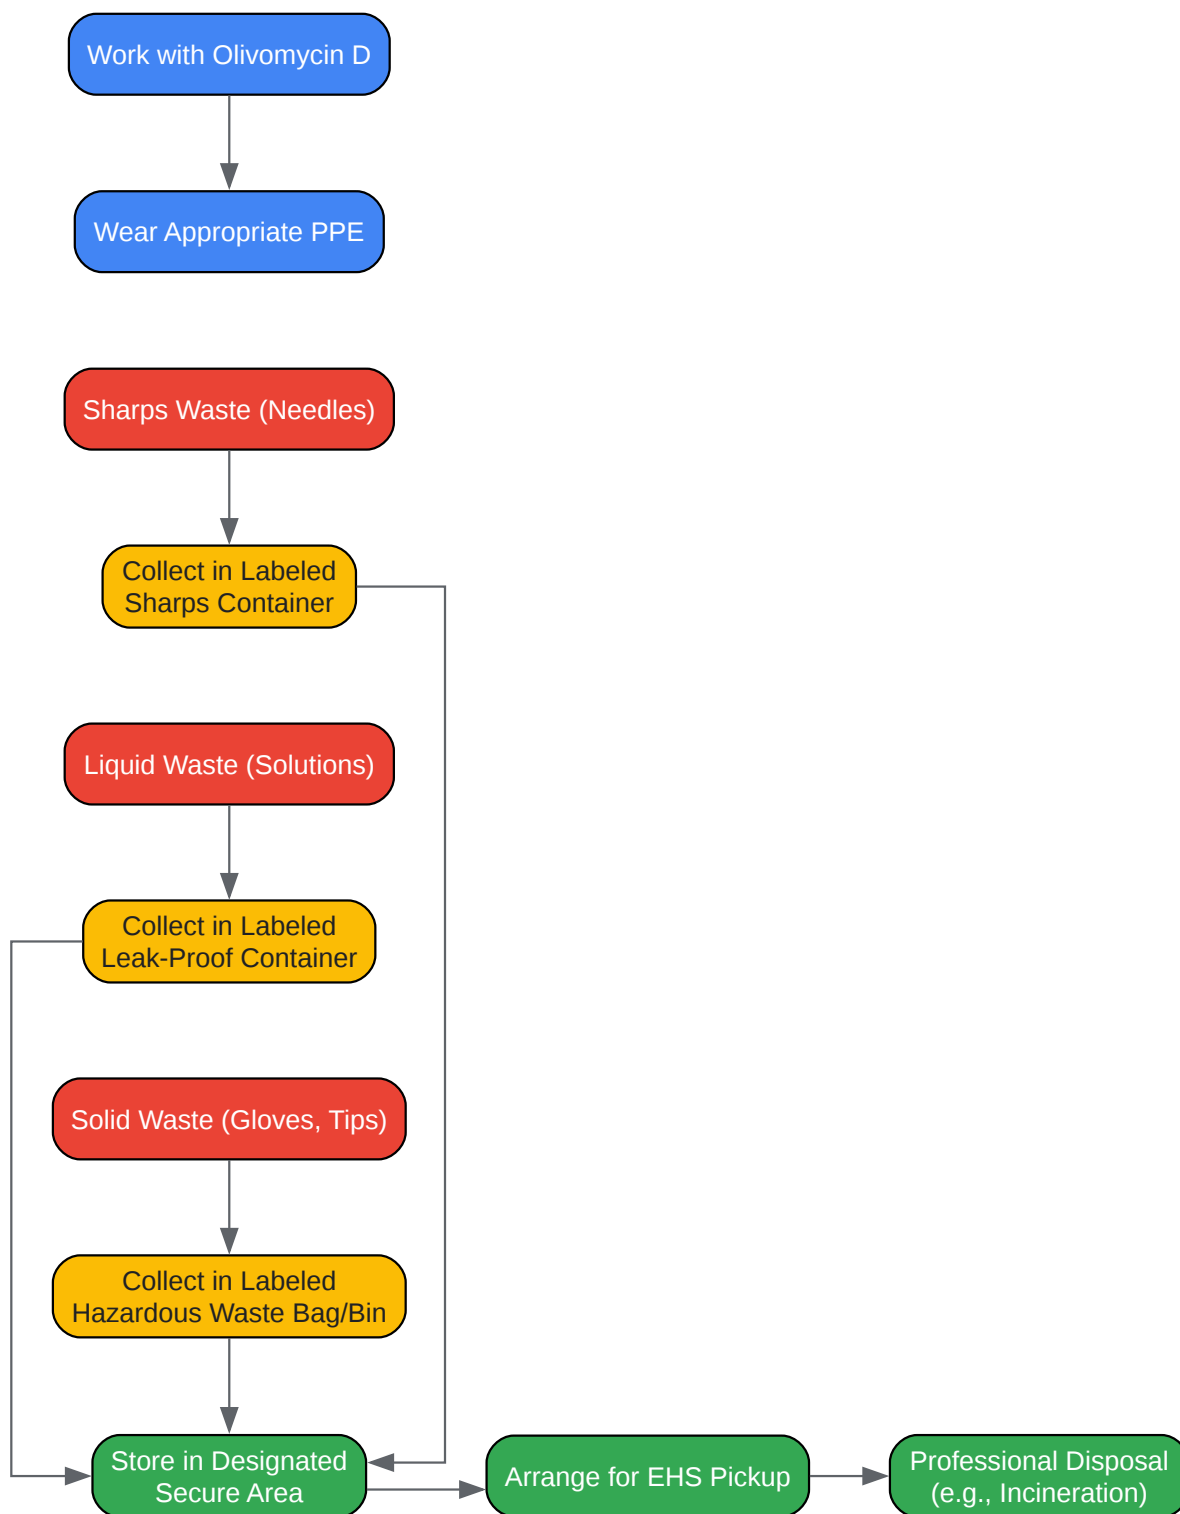 Work with Olivomycin D
Wear Appropriate PPE
Sharps Waste (Needles)
Collect in Labeled
Sharps Container
Liquid Waste (Solutions)
Collect in Labeled
Leak-Proof Container
Solid Waste (Gloves, Tips)
Collect in Labeled
Hazardous Waste Bag/Bin
Store in Designated
Secure Area
Arrange for EHS Pickup
Professional Disposal
(e.g., Incineration)